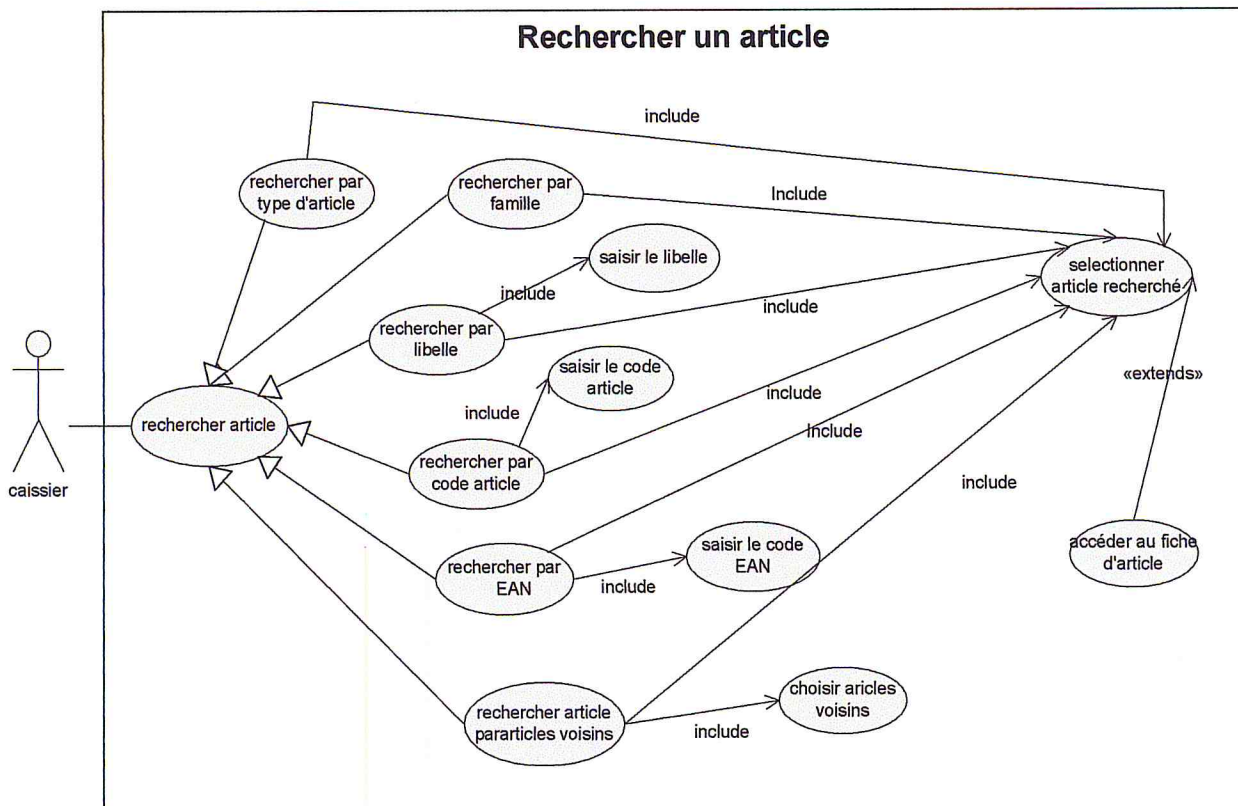 Rechercher un article
include
rechercher par
type d'article
rechercher par
famille
Include
saisir le libelle
selectionner
article recherché
include
rechercher par
libelle
include
saisir le code
article
«extends»
include
include
rechercher article
Include
rechercher par
code article
include
caissier
saisir le code
EAN
accéder au fiche
d'article
rechercher par
EAN
include
choisir aricles
voisins
rechercher article
pararticles voisins
include